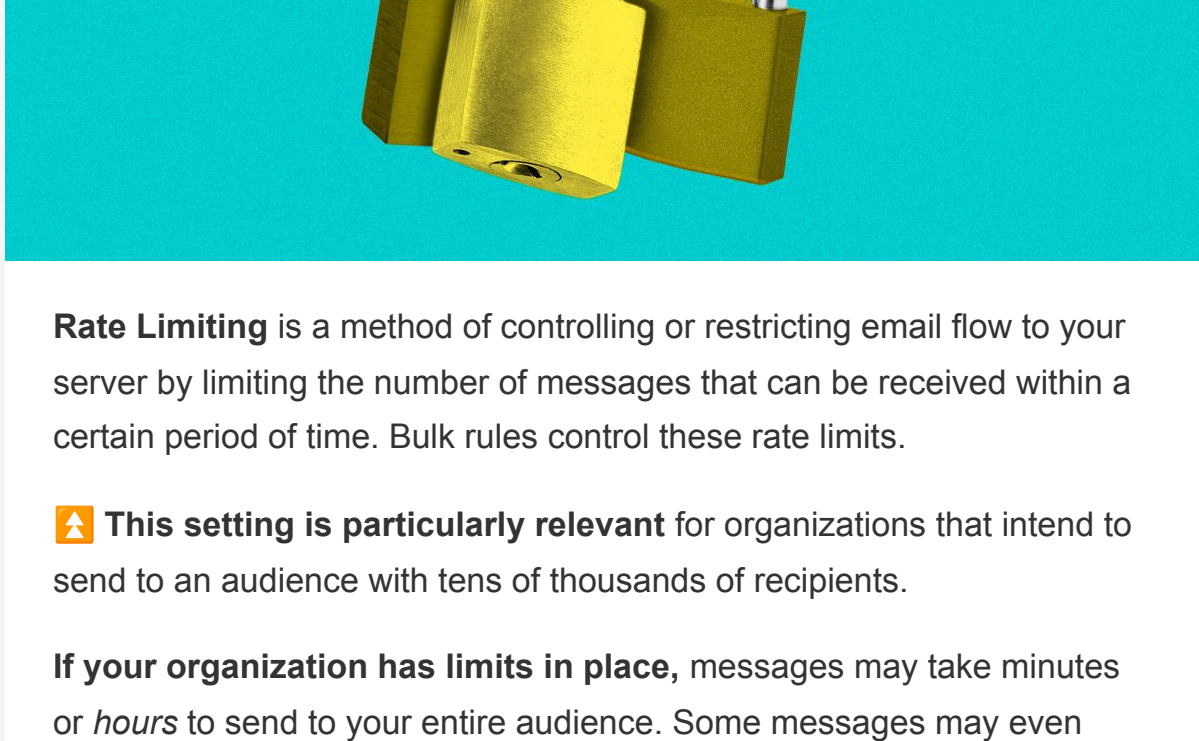 Rate Limiting is a method of controlling or restricting email flow to your
server by limiting the number of messages that can be received within a
certain period of time. Bulk rules control these rate limits.
⏫ This setting is particularly relevant for organizations that intend to
send to an audience with tens of thousands of recipients.
If your organization has limits in place, messages may take minutes
or hours to send to your entire audience. Some messages may even